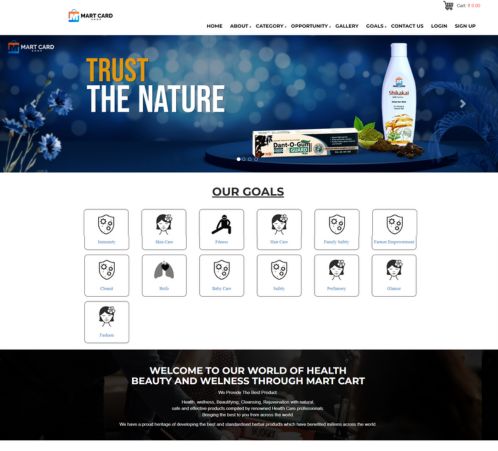 Cart: ₹ 0.00
MART CARD
HOME ABOUT CATEGORY OPPORTUNITY GALLERY GOALS CONTACT US LOGIN SIGN UP
MART CARD
TRUST
THE NATURE
Shikakai
Dant-O-Gum
GUARD
OUR GOALS
Immunity Skin Care Fitness Hair Care Family Safety Farmer Empowerment
Cleanl Birth Baby Care Safety Perfumery Glamar
Fashion
WELCOME TO OUR WORLD OF HEALTH
BEAUTY AND WELNESS THROUGH MART CART
We Provide The Best Product
Health, wellness, Beautifying, Cleansing, Rejuvenation with natural,
safe and effective products compiled by renowned Health Care professionals.
Bringing the best to you from across the world.
We have a proud heritage of developing the best and standardised herbal products which have benefited millions across the world.